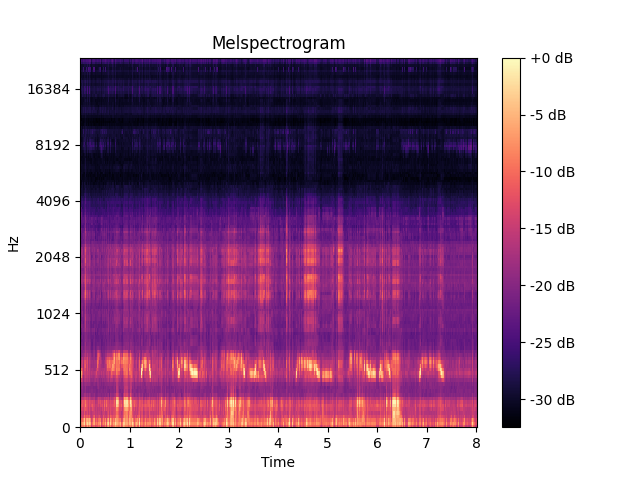 Melspectrogram
+0 dB
16384
-5 dB
8192
-10 dB
4096
-15 dB
Hz
2048
-20 dB
1024
-25 dB
512
-30 dB
0
0 1 2 3 4 5 6 7 8
Time